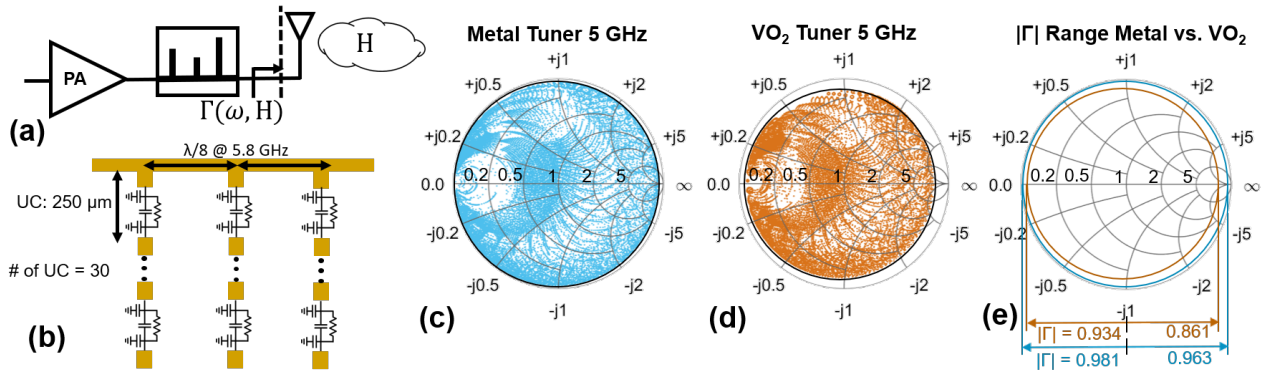 (a)
PA
Γ(ω, H)
H
(b)
λ/8 @ 5.8 GHz
UC: 250 μm
# of UC = 30
Metal Tuner 5 GHz
+j1
+j0.5
+j2
+j0.2
+j5
0.0
0.2
0.5
1
2
5
∞
-j0.2
-j5
-j0.5
-j2
-j1
(c)
VO₂ Tuner 5 GHz
+j1
+j0.5
+j2
+j0.2
+j5
0.0
0.2
0.5
1
2
5
∞
-j0.2
-j5
-j0.5
-j2
-j1
(d)
|Γ| Range Metal vs. VO₂
+j1
+j0.5
+j2
+j0.2
+j5
0.0
0.2
0.5
1
2
5
∞
-j0.2
-j5
-j0.5
-j2
-j1
(e)
|Γ| = 0.934
0.861
|Γ| = 0.981
0.963